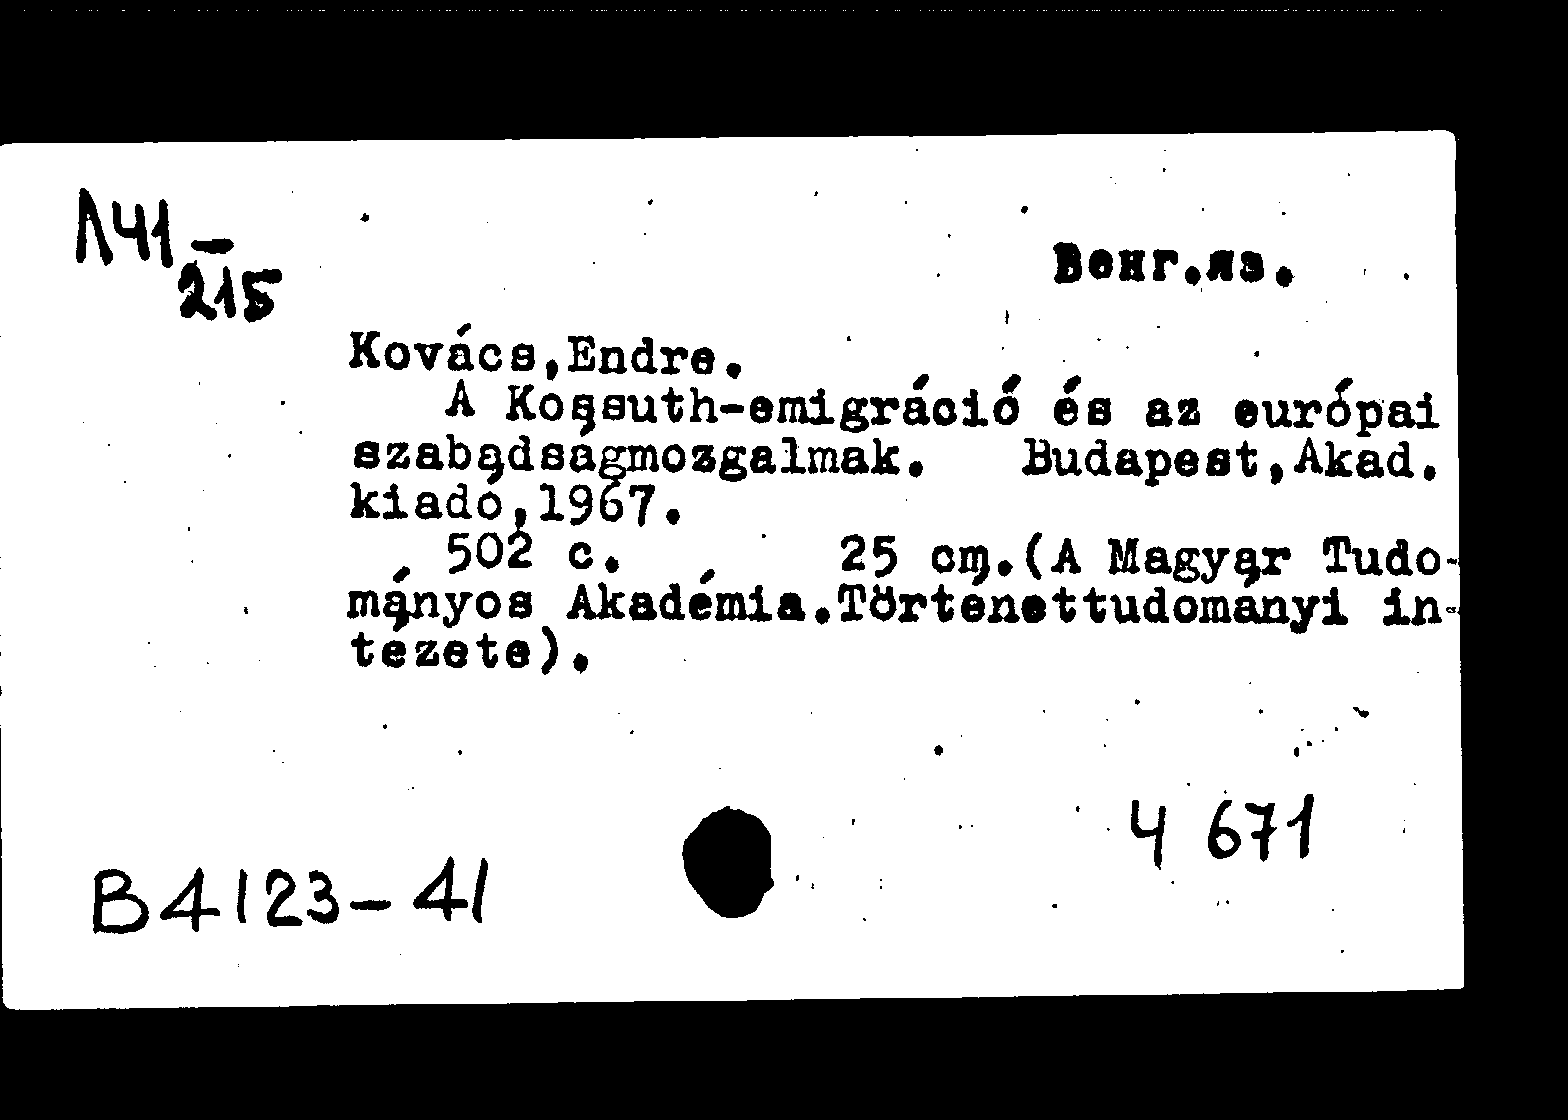 Л41-
215
Венг.яз.
Kovács,Endre.
A Kossuth-emigráció és az európai
szabadságmozgalmak. Budapest,Akad.
kiadó,1967.
502 с. 25 cm.(A Magyar Tudo-
mányos Akadémia.Történettudományi in-
tézete).
4 671
B4123-41